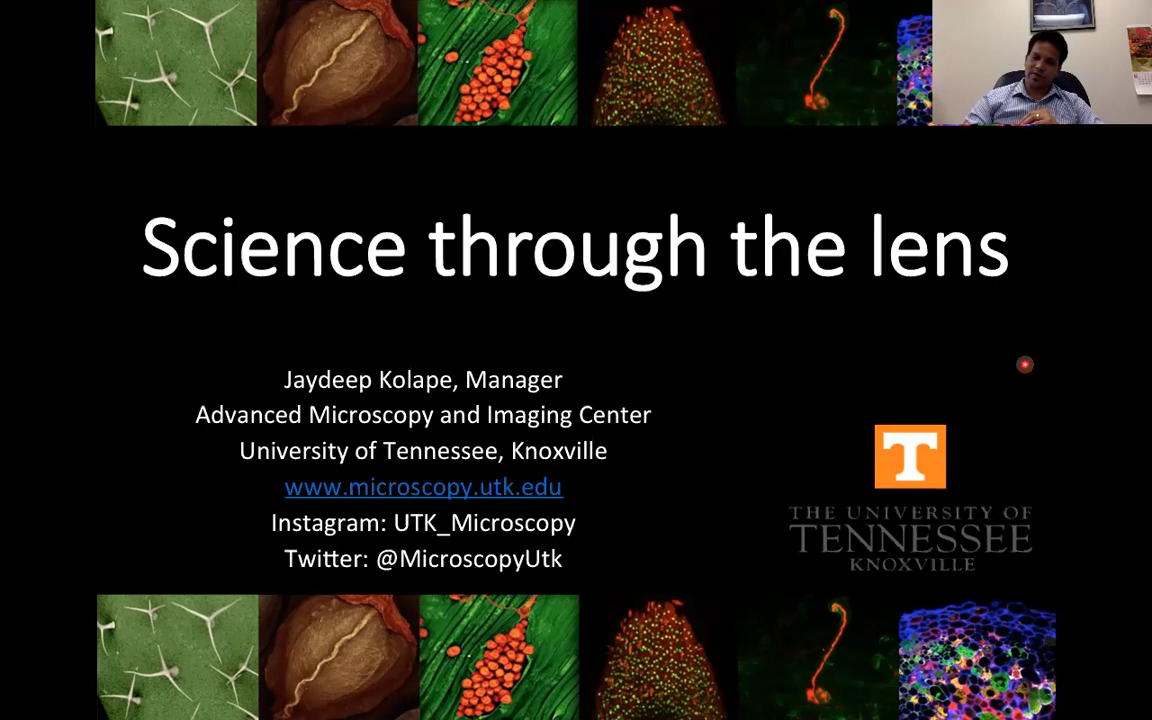 Science through the lens
Jaydeep Kolape, Manager
Advanced Microscopy and Imaging Center
University of Tennessee, Knoxville
www.microscopy.utk.edu
Instagram: UTK_Microscopy
Twitter: @MicroscopyUtk
T
THE UNIVERSITY OF
TENNESSEE
KNOXVILLE